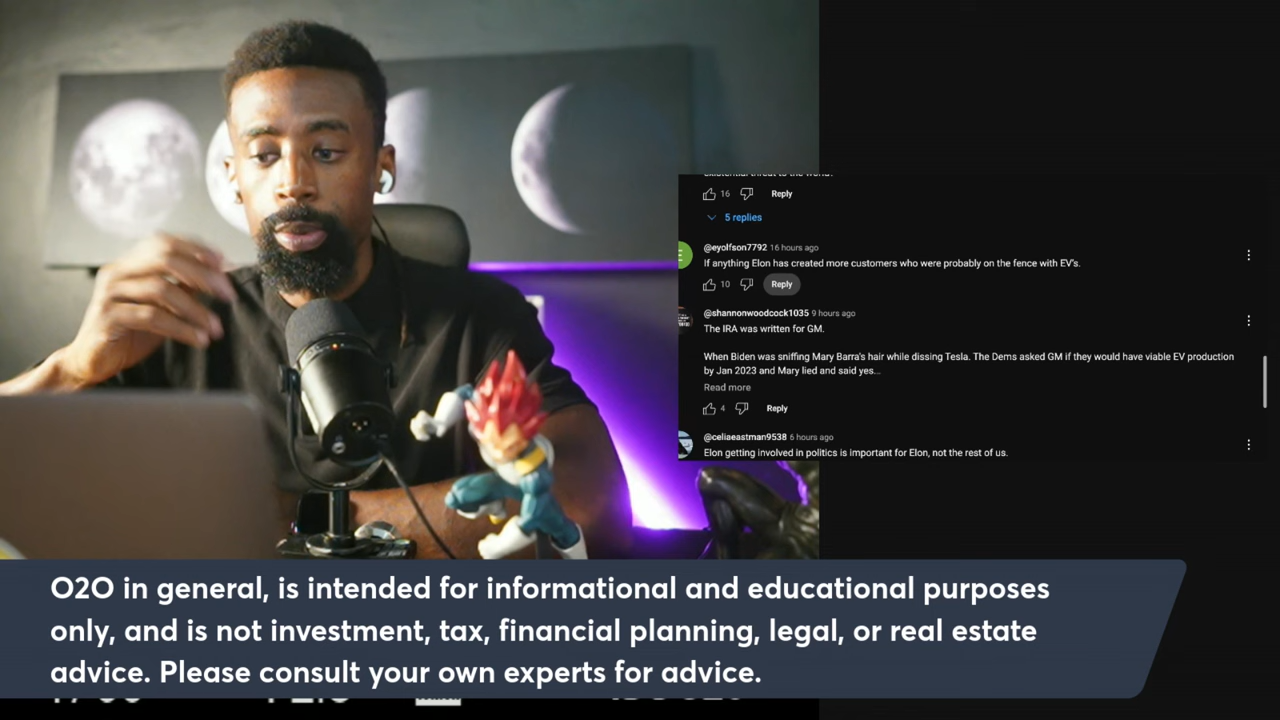 16 Reply
5 replies
@eyolfson7792 16 hours ago
If anything Elon has created more customers who were probably on the fence with EV's.
10 Reply
@shannonwoodcock1035 9 hours ago
The IRA was written for GM.
When Biden was sniffing Mary Barra's hair while dissing Tesla. The Dems asked GM if they would have viable EV production
by Jan 2023 and Mary lied and said yes...
Read more
4 Reply
@celiaeastman9538 6 hours ago
Elon getting involved in politics is important for Elon, not the rest of us.
O2O in general, is intended for informational and educational purposes
only, and is not investment, tax, financial planning, legal, or real estate
advice. Please consult your own experts for advice.